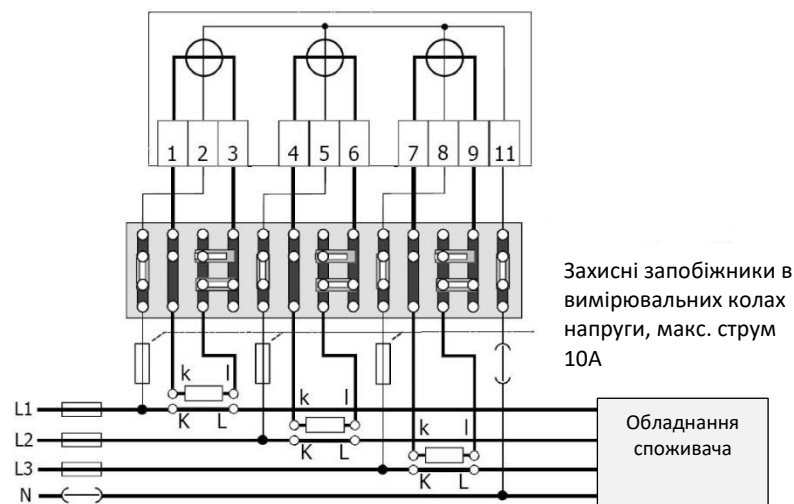 1 2 3 4 5 6 7 8 9 11
Захисні запобіжники в
вимірювальних колах
напруги, макс. струм
10А
k l
K L
k l
K L
k l
K L
L1
L2
L3
N
Обладнання
споживача